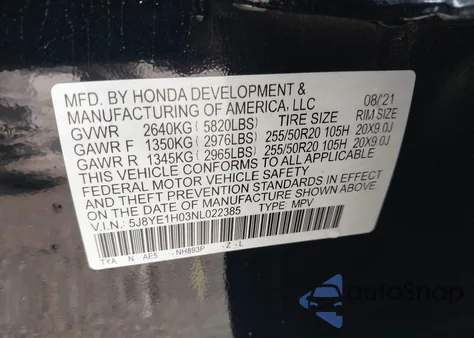 MFD. BY HONDA DEVELOPMENT &
MANUFACTURING OF AMERICA, LLC 08/21
GVWR 2640KG(5820LBS) TIRE SIZE RIM SIZE
GAWR F 1350KG(2976LBS) 255/50R20 105H 20X9.0J
GAWR R 1345KG(2965LBS) 255/50R20 105H 20X9.0J
THIS VEHICLE CONFORMS TO ALL APPLICABLE
FEDERAL MOTOR VEHICLE SAFETY
AND THEFT PREVENTION STANDARDS IN EFFECT
ON THE DATE OF MANUFACTURE SHOWN ABOVE.
V.I.N.: 5J8YE1H03NL022385 TYPE: MPV
TYA N AE5 - NH893P - Z - L
autoSnap